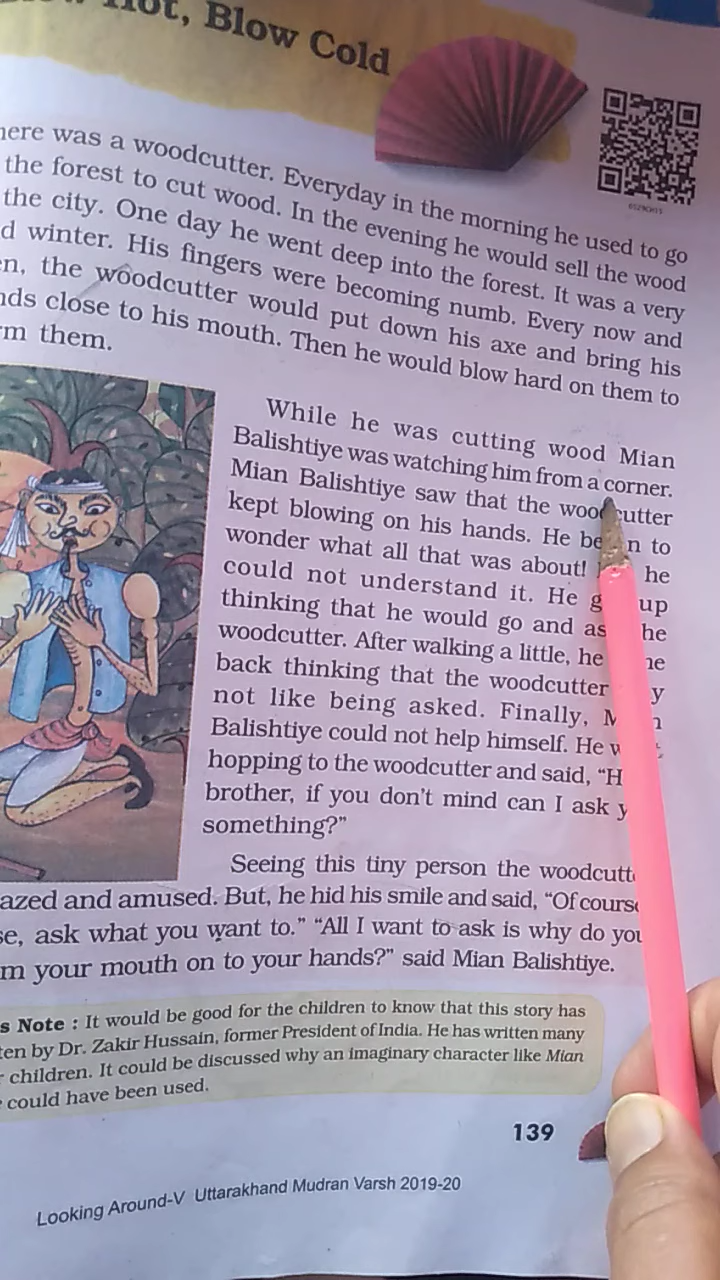 Hot, Blow Cold
here was a woodcutter. Everyday in the morning he used to go
the forest to cut wood. In the evening he would sell the wood
the city. One day he went deep into the forest. It was a very
d winter. His fingers were becoming numb. Every now and
en, the woodcutter would put down his axe and bring his
nds close to his mouth. Then he would blow hard on them to
rm them.
While he was cutting wood Mian
Balishtiye was watching him from a corner.
Mian Balishtiye saw that the woodcutter
kept blowing on his hands. He be n to
wonder what all that was about! he
could not understand it. He g up
thinking that he would go and as he
woodcutter. After walking a little, he me
back thinking that the woodcutter y
not like being asked. Finally, M n
Balishtiye could not help himself. He w
hopping to the woodcutter and said, “H
brother, if you don't mind can I ask y
something?”
Seeing this tiny person the woodcutt
azed and amused. But, he hid his smile and said, “Of course
se, ask what you want to.” “All I want to ask is why do you
m your mouth on to your hands?” said Mian Balishtiye.
s Note : It would be good for the children to know that this story has
ten by Dr. Zakir Hussain, former President of India. He has written many
r children. It could be discussed why an imaginary character like Mian
e could have been used.
139
Looking Around-V Uttarakhand Mudran Varsh 2019-20